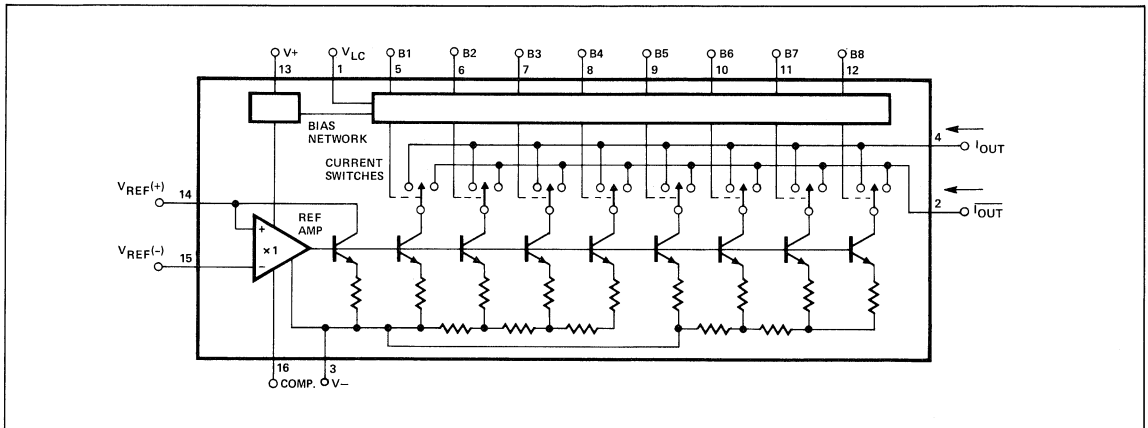 V+
13
VLC
1
B1
5
B2
6
B3
7
B4
8
B5
9
B6
10
B7
11
B8
12
BIAS
NETWORK
CURRENT
SWITCHES
4
IOUT
2
IOUT
VREF(+)
14
REF
AMP
+
×1
−
VREF(−)
15
16
COMP.
3
V−